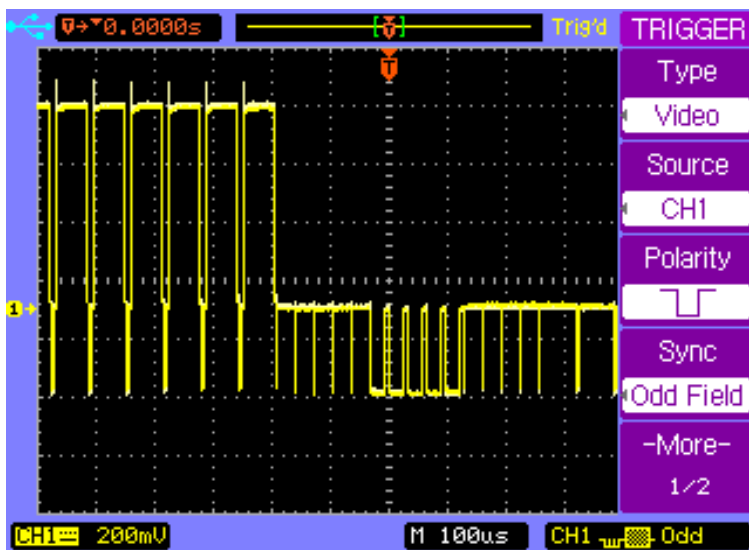 T→▼0.0000s T Trig'd TRIGGER
T
Type
Video
Source
CH1
Polarity
1
Sync
Odd Field
-More-
1/2
CH1 200mV M 100us CH1 Odd